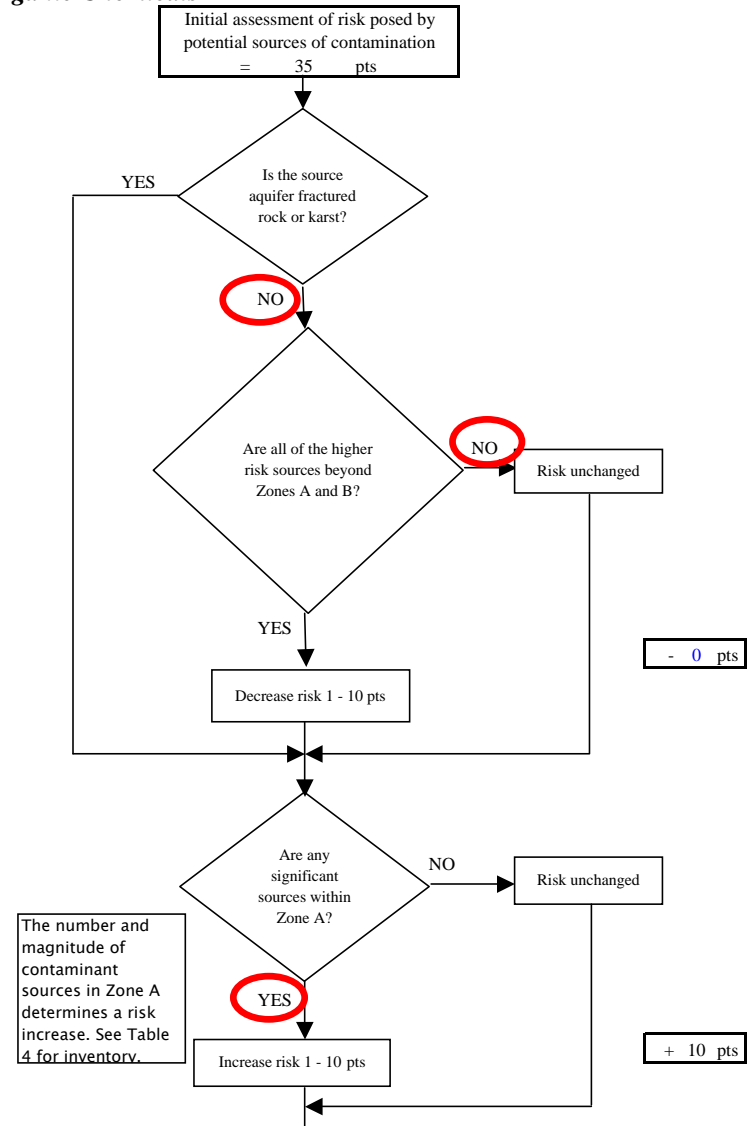 Initial assessment of risk posed by
potential sources of contamination
= 35 pts
Is the source
aquifer fractured
rock or karst?
YES
NO
Are all of the higher
risk sources beyond
Zones A and B?
NO
Risk unchanged
YES
- 0 pts
Decrease risk 1 - 10 pts
Are any
significant
sources within
Zone A?
NO
Risk unchanged
The number and
magnitude of
contaminant
sources in Zone A
determines a risk
increase. See Table
4 for inventory.
YES
Increase risk 1 - 10 pts
+ 10 pts